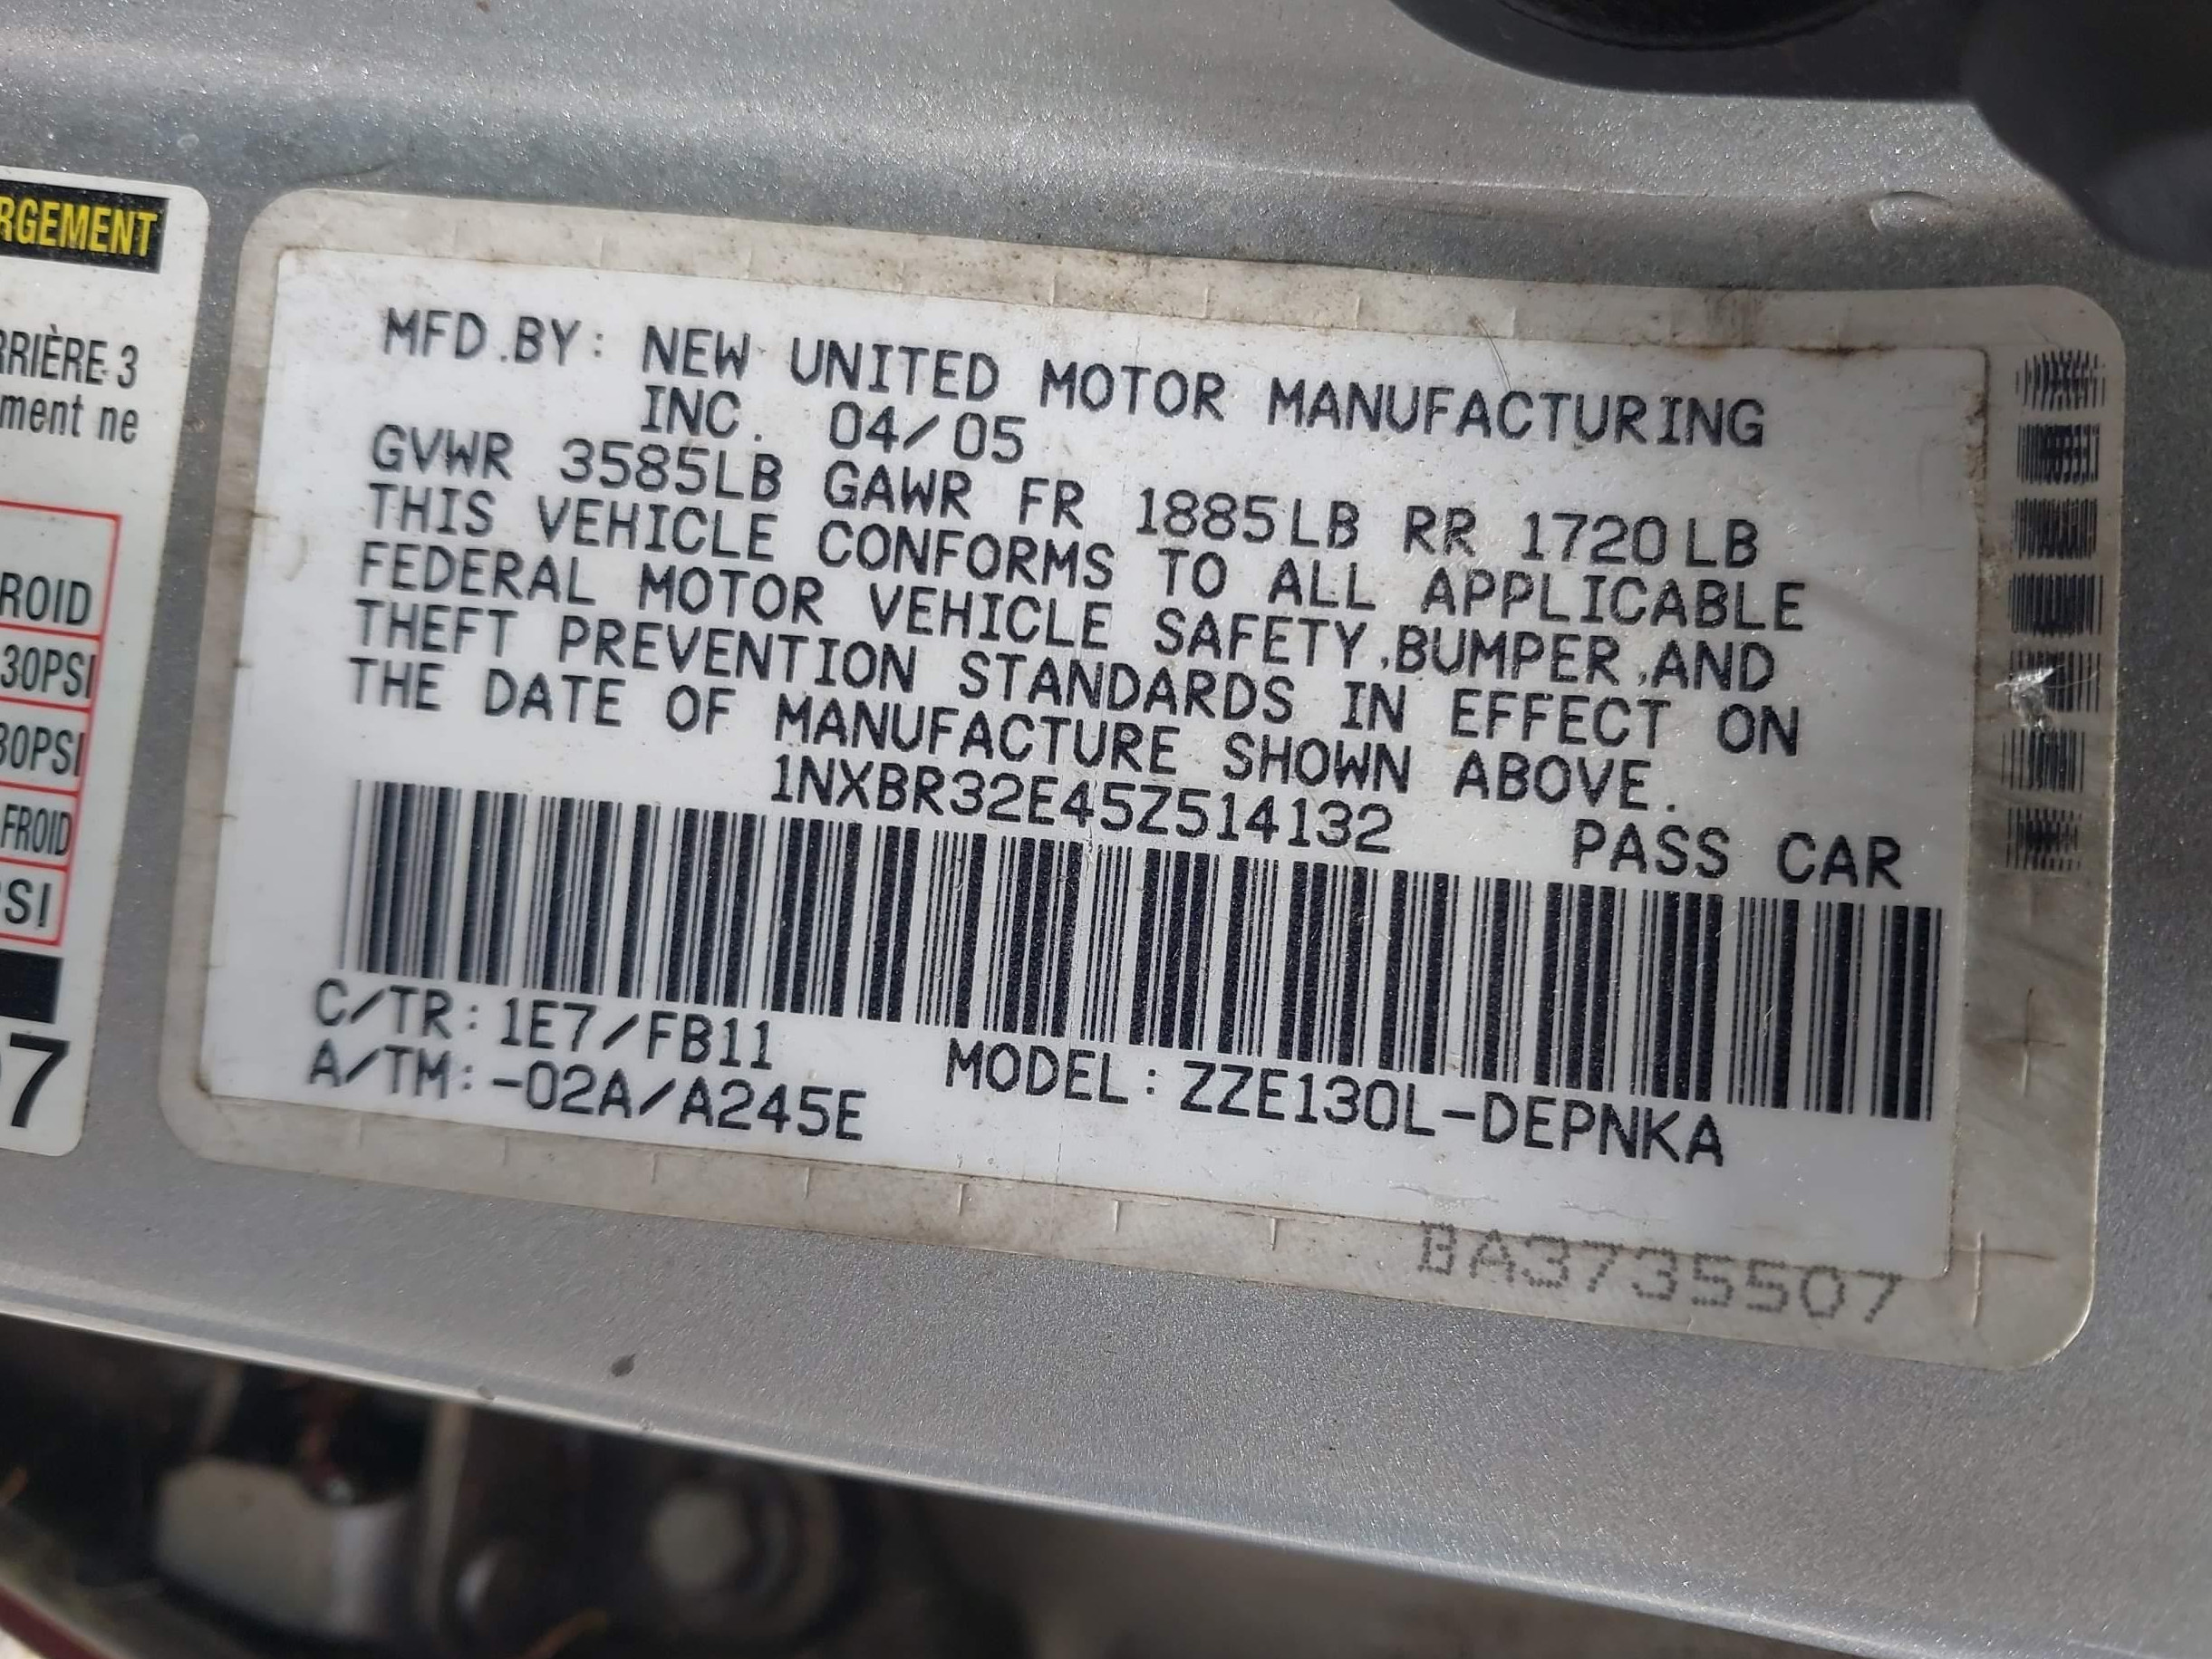 RGEMENT
RRIÈRE 3
ment ne
ROID
30PSI
30PSI
FROID
SI
7
MFD.BY: NEW UNITED MOTOR MANUFACTURING
INC. 04/05
GVWR 3585LB GAWR FR 1885LB RR 1720LB
THIS VEHICLE CONFORMS TO ALL APPLICABLE
FEDERAL MOTOR VEHICLE SAFETY,BUMPER,AND
THEFT PREVENTION STANDARDS IN EFFECT ON
THE DATE OF MANUFACTURE SHOWN ABOVE.
1NXBR32E45Z514132 PASS CAR
C/TR: 1E7/FB11
A/TM:-02A/A245E MODEL: ZZE130L-DEPNKA
BA3735507